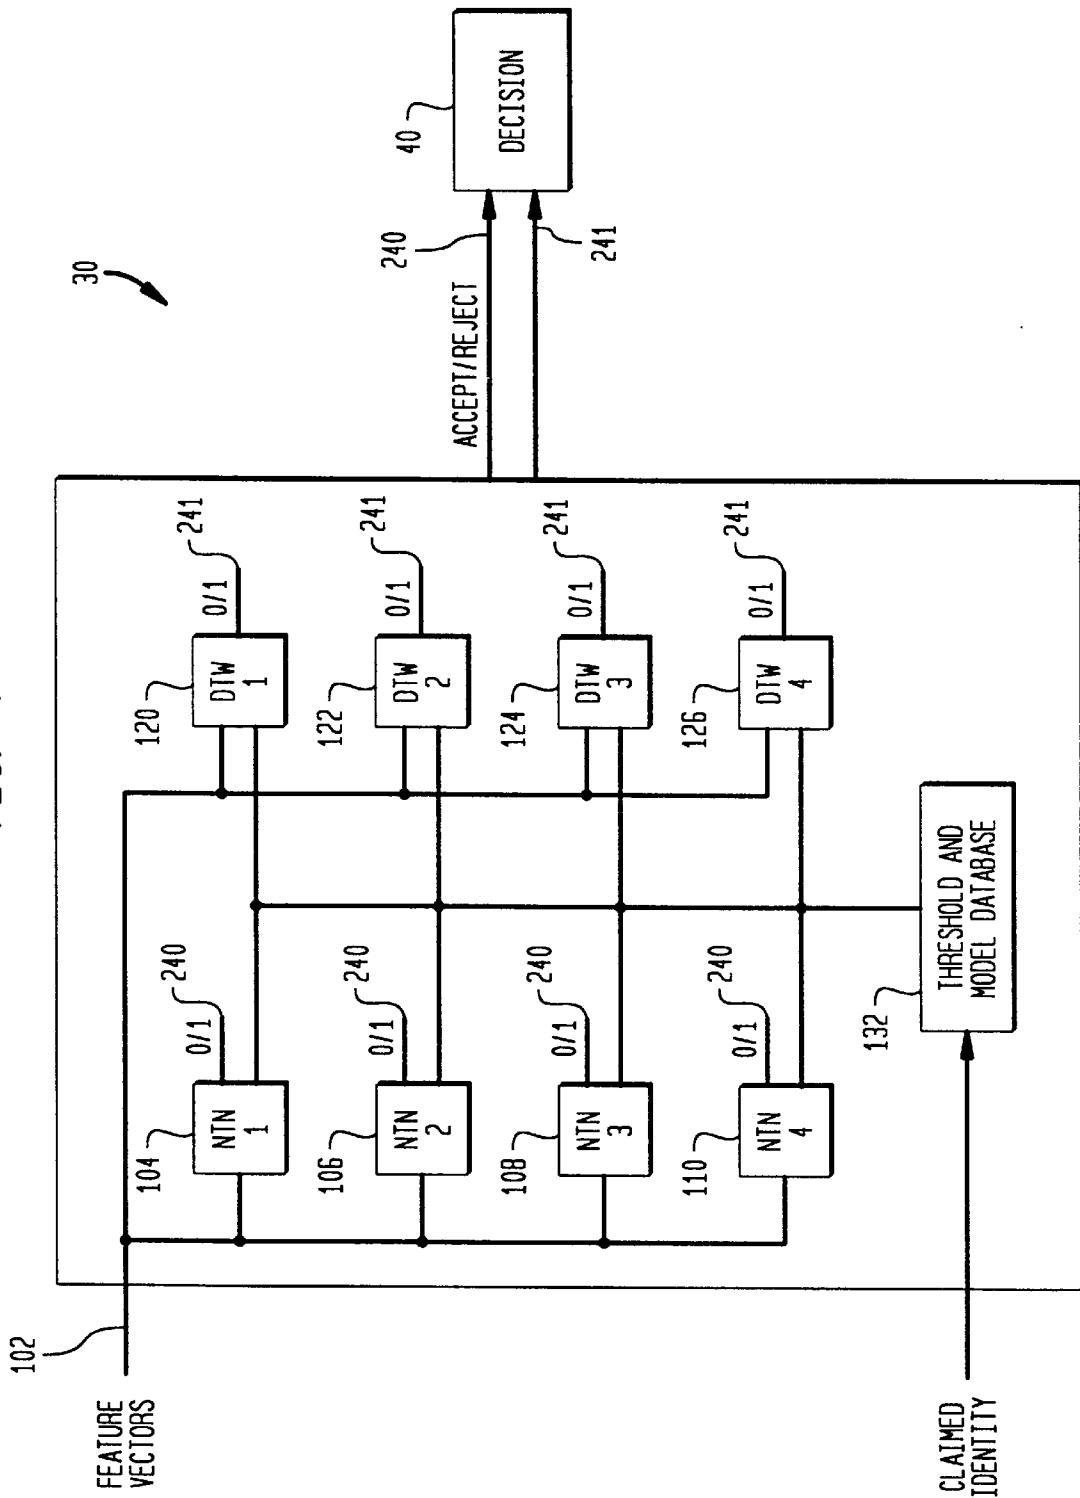 30
102
FEATURE
VECTORS
104
NTN
1
0/1
240
120
DTW
1
0/1
241
106
NTN
2
0/1
240
122
DTW
2
0/1
241
108
NTN
3
0/1
240
124
DTW
3
0/1
241
110
NTN
4
0/1
240
126
DTW
4
0/1
241
132
THRESHOLD AND
MODEL DATABASE
CLAIMED
IDENTITY
ACCEPT/REJECT
240
241
40
DECISION